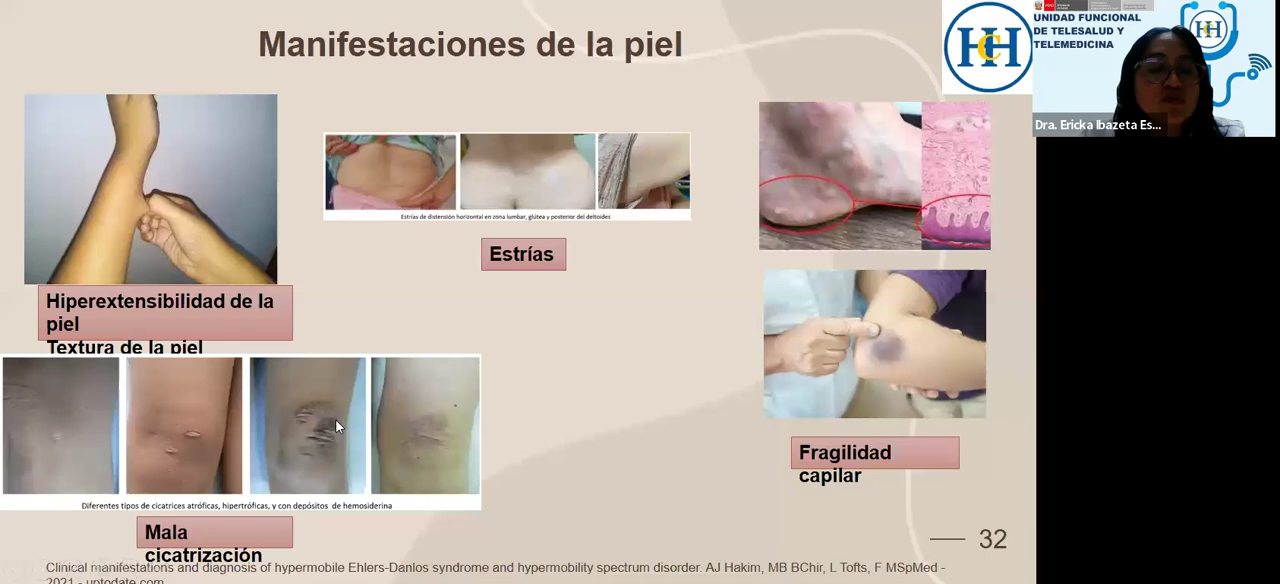 Manifestaciones de la piel
UNIDAD FUNCIONAL
DE TELESALUD Y
TELEMEDICINA
HCH
HCH
Dra. Ericka Ibazeta Es...
Estrías de distensión horizontal en zona lumbar, glútea y posterior del deltoides
Estrías
Hiperextensibilidad de la
piel
Textura de la piel
Diferentes tipos de cicatrices atróficas, hipertróficas, y con depósitos de hemosiderina
Mala
cicatrización
Fragilidad
capilar
32
Clinical manifestations and diagnosis of hypermobile Ehlers-Danlos syndrome and hypermobility spectrum disorder. AJ Hakim, MB BChir, L Tofts, F MSpMed -
2021 - uptodate.com